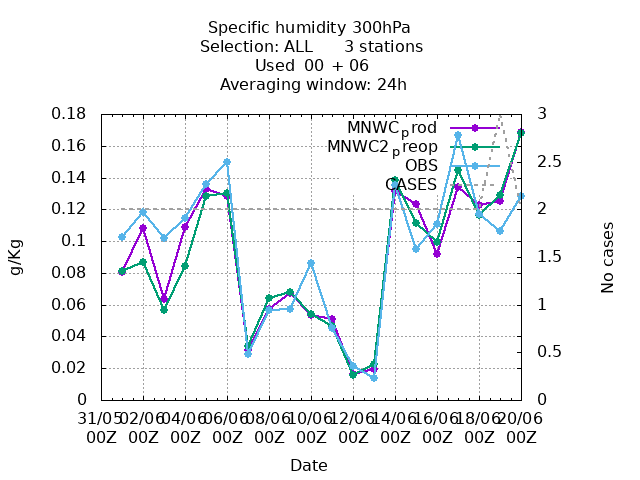 Specific humidity 300hPa
Selection: ALL 3 stations
Used 00 + 06
Averaging window: 24h
0.18
0.16
0.14
0.12
0.1
0.08
0.06
0.04
0.02
0
g/Kg
MNWC_prod
MNWC2_preop
OBS
CASES
3
2.5
2
1.5
1
0.5
0
No cases
31/05 02/06 04/06 06/06 08/06 10/06 12/06 14/06 16/06 18/06 20/06
00Z 00Z 00Z 00Z 00Z 00Z 00Z 00Z 00Z 00Z 00Z
Date